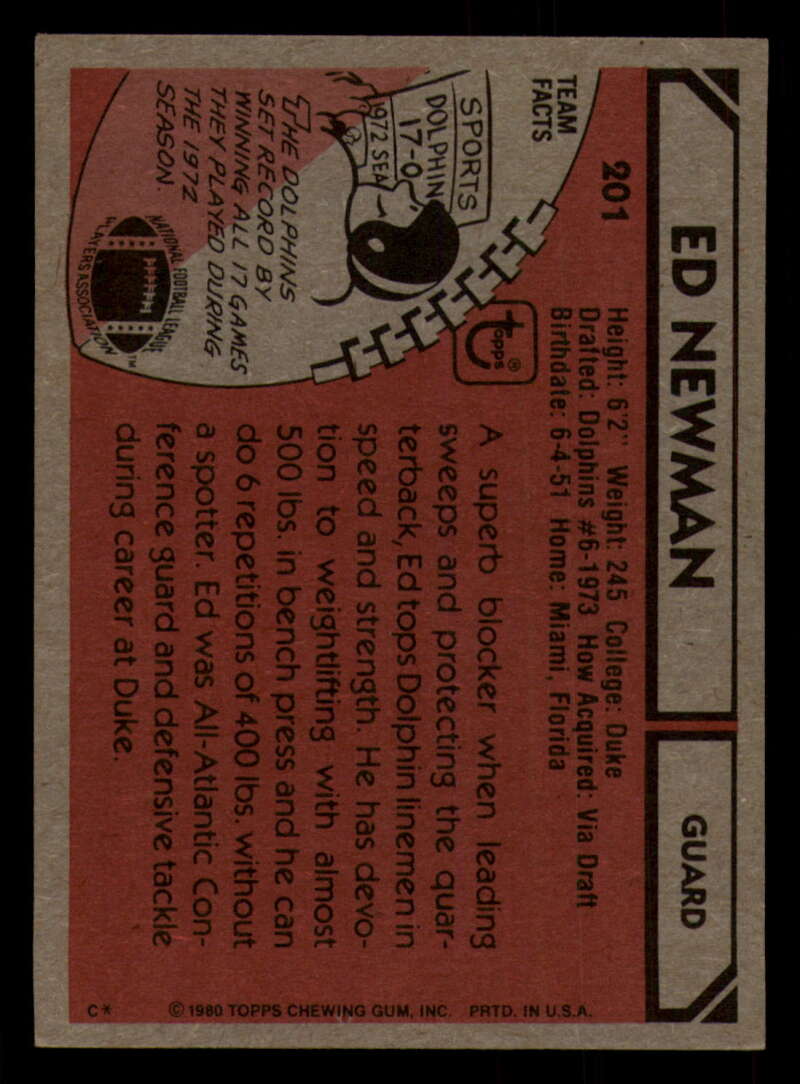 ED NEWMAN
GUARD
201
Height: 6'2" Weight: 245 College: Duke
Drafted: Dolphins #6-1973 How Acquired: Via Draft
Birthdate: 6-4-51 Home: Miami, Florida
TEAM
FACTS
SPORTS
DOLPHIN
17-0
1972 SEA
THE DOLPHINS
SET RECORD BY
WINNING ALL 17 GAMES
THEY PLAYED DURING
THE 1972
SEASON.
topps®
NATIONAL FOOTBALL LEAGUE
PLAYERS ASSOCIATION™
A superb blocker when leading
sweeps and protecting the quar-
terback, Ed tops Dolphin linemen in
speed and strength. He has devo-
tion to weightlifting with almost
500 lbs. in bench press and he can
do 6 repetitions of 400 lbs. without
a spotter. Ed was All-Atlantic Con-
ference guard and defensive tackle
during career at Duke.
C* © 1980 TOPPS CHEWING GUM, INC. PRTD. IN U.S.A.